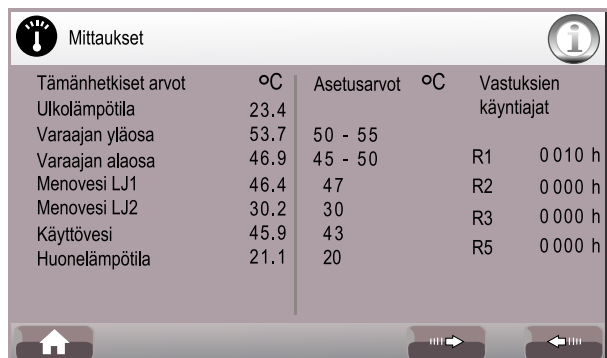 Mittaukset
Tämänhetkiset arvot °C
Ulkolämpötila 23.4
Varaajan yläosa 53.7
Varaajan alaosa 46.9
Menovesi LJ1 46.4
Menovesi LJ2 30.2
Käyttövesi 45.9
Huonelämpötila 21.1
Asetusarvot °C
50 - 55
45 - 50
47
30
43
20
Vastuksien
käyntiajat
R1 0010 h
R2 0000 h
R3 0000 h
R5 0000 h